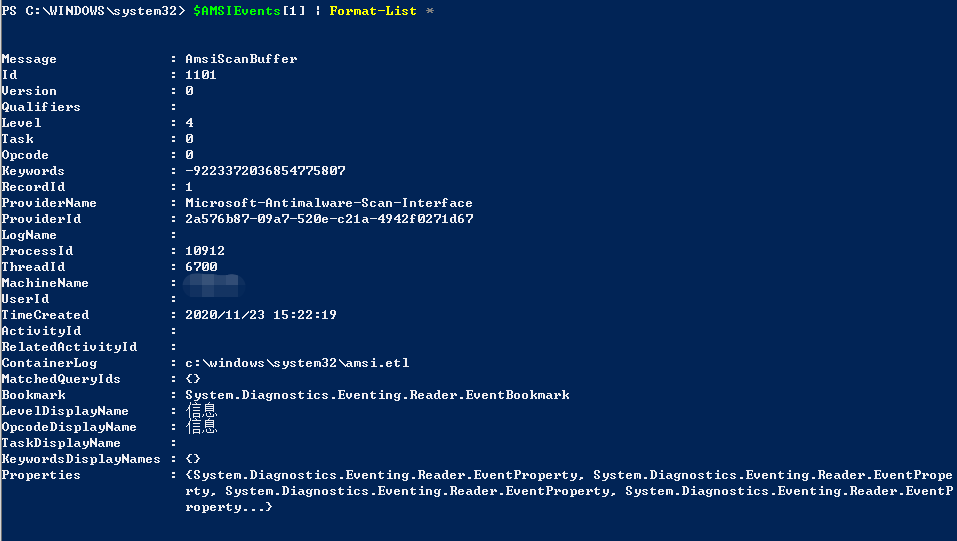 PS C:\WINDOWS\system32> $AMSIEvents[1] | Format-List *
Message              : AmsiScanBuffer
Id                   : 1101
Version              : 0
Qualifiers           :
Level                : 4
Task                 : 0
Opcode               : 0
Keywords             : -9223372036854775807
RecordId             : 1
ProviderName         : Microsoft-Antimalware-Scan-Interface
ProviderId           : 2a576b87-09a7-520e-c21a-4942f0271d67
LogName              :
ProcessId            : 10912
ThreadId             : 6700
MachineName          :
UserId               :
TimeCreated          : 2020/11/23 15:22:19
ActivityId           :
RelatedActivityId    :
ContainerLog         : c:\windows\system32\amsi.etl
MatchedQueryIds      : {}
Bookmark             : System.Diagnostics.Eventing.Reader.EventBookmark
LevelDisplayName     : 信息
OpcodeDisplayName    : 信息
TaskDisplayName      :
KeywordsDisplayNames : {}
Properties           : {System.Diagnostics.Eventing.Reader.EventProperty, System.Diagnostics.Eventing.Reader.EventPrope
                       rty, System.Diagnostics.Eventing.Reader.EventProperty, System.Diagnostics.Eventing.Reader.EventP
                       roperty...}